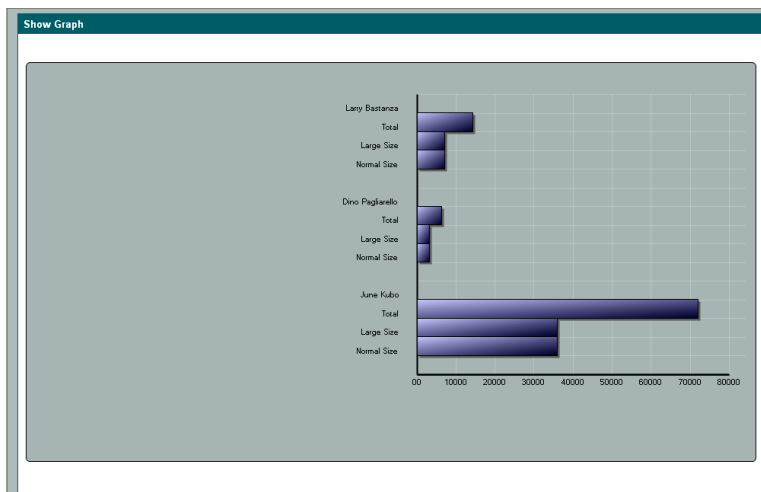 Show Graph
Larry Bastanza
Total
Large Size
Normal Size
Dino Pagliarello
Total
Large Size
Normal Size
June Kubo
Total
Large Size
Normal Size
00 10000 20000 30000 40000 50000 60000 70000 80000